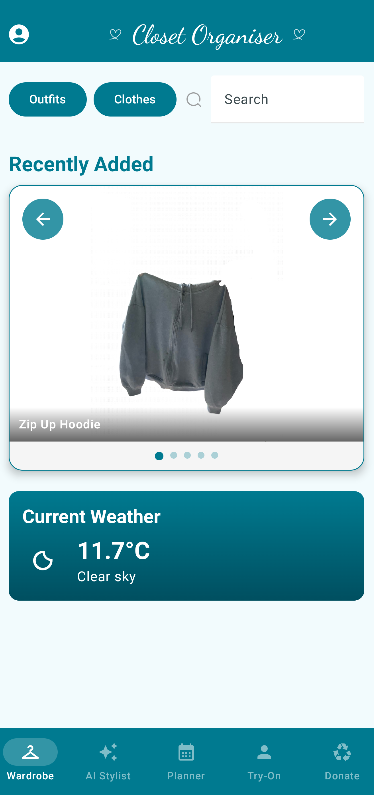 Closet Organiser
Outfits
Clothes
Search
Recently Added
Zip Up Hoodie
Current Weather
11.7°C
Clear sky
Wardrobe
AI Stylist
Planner
Try-On
Donate